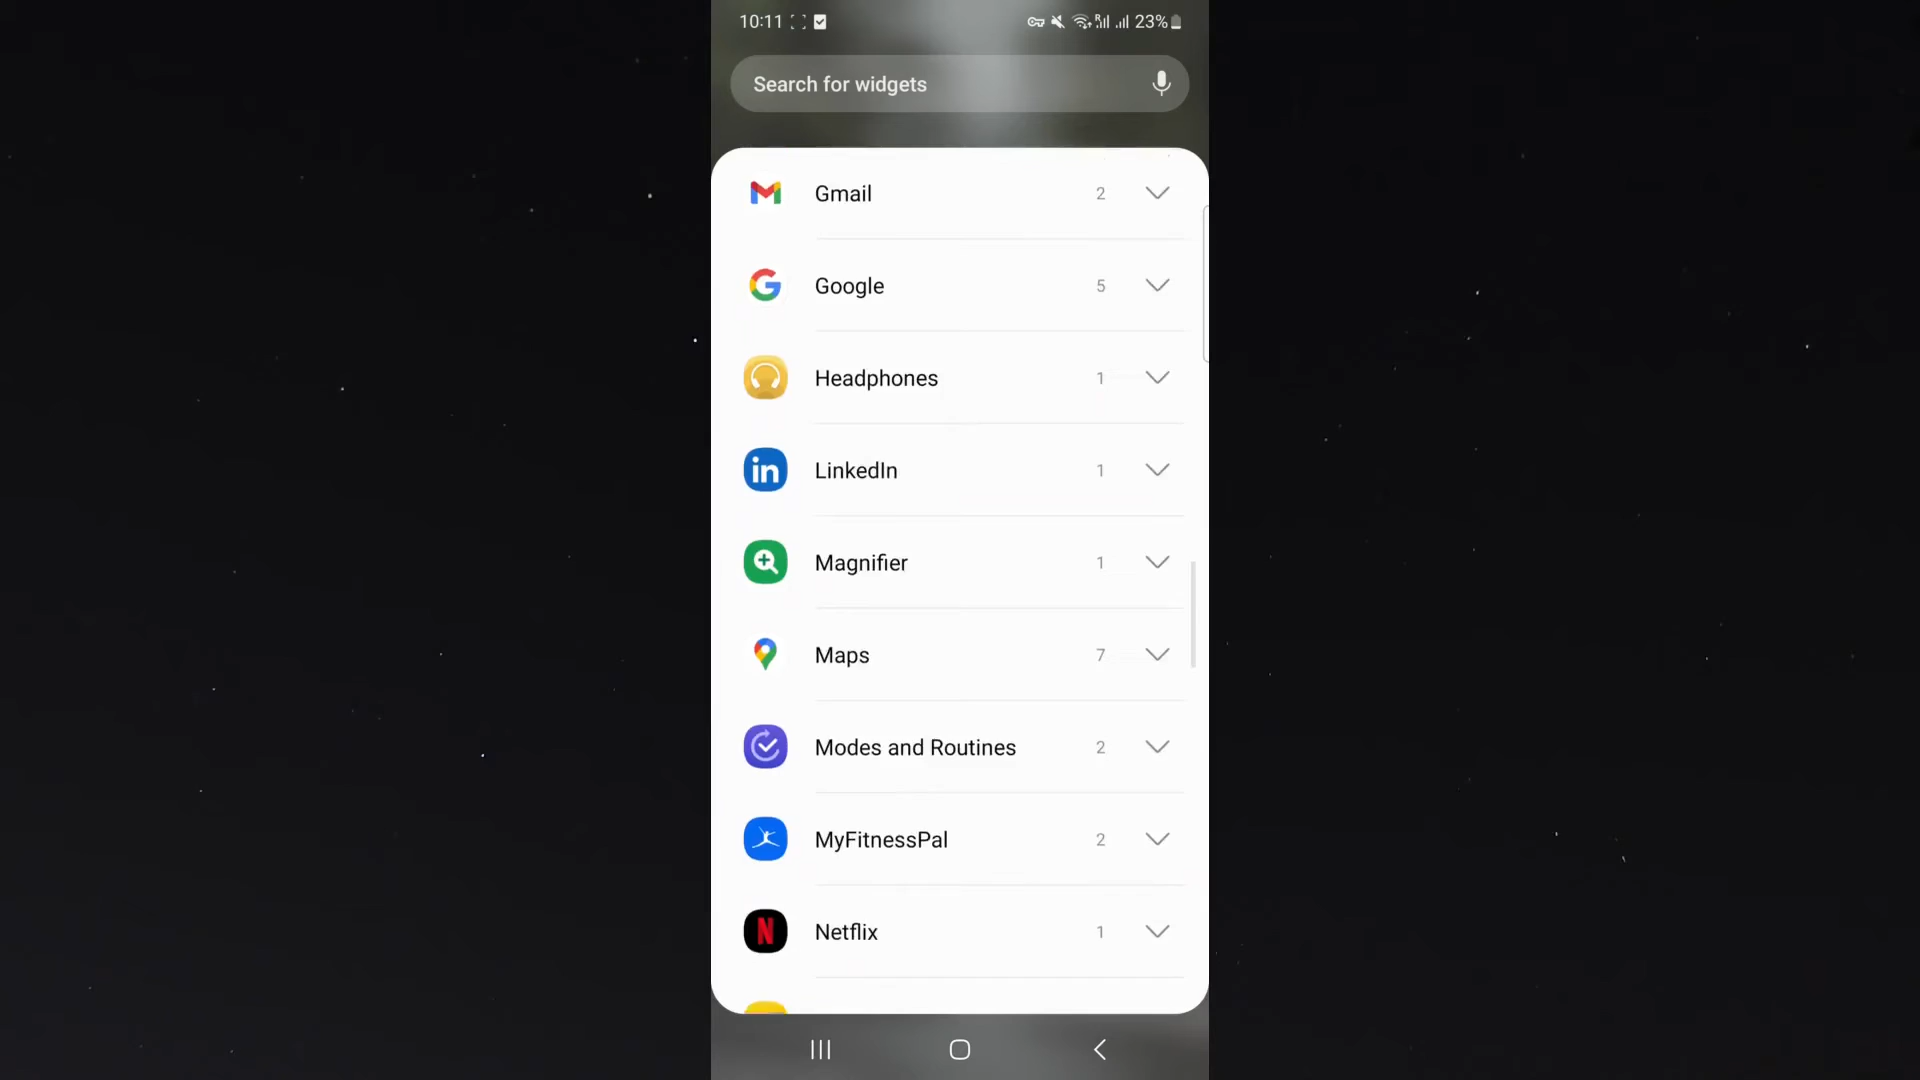 10:11 23%
Search for widgets
Gmail 2
Google 5
Headphones 1
LinkedIn 1
Magnifier 1
Maps 7
Modes and Routines 2
MyFitnessPal 2
Netflix 1